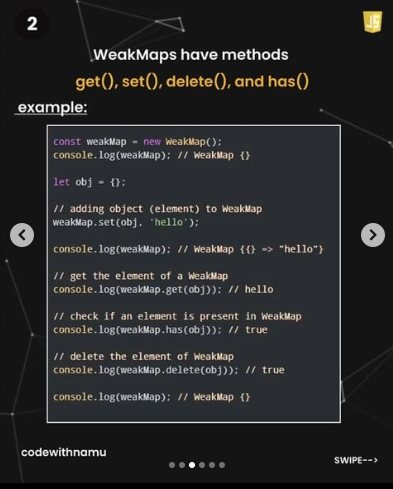 2
JS
WeakMaps have methods
get(), set(), delete(), and has()
example:
const weakMap = new WeakMap();
console.log(weakMap); // WeakMap {}
let obj = {};
// adding object (element) to WeakMap
weakMap.set(obj, 'hello');
console.log(weakMap); // WeakMap {{} => "hello"}
// get the element of a WeakMap
console.log(weakMap.get(obj)); // hello
// check if an element is present in WeakMap
console.log(weakMap.has(obj)); // true
// delete the element of WeakMap
console.log(weakMap.delete(obj)); // true
console.log(weakMap); // WeakMap {}
codewithnamu
SWIPE-->